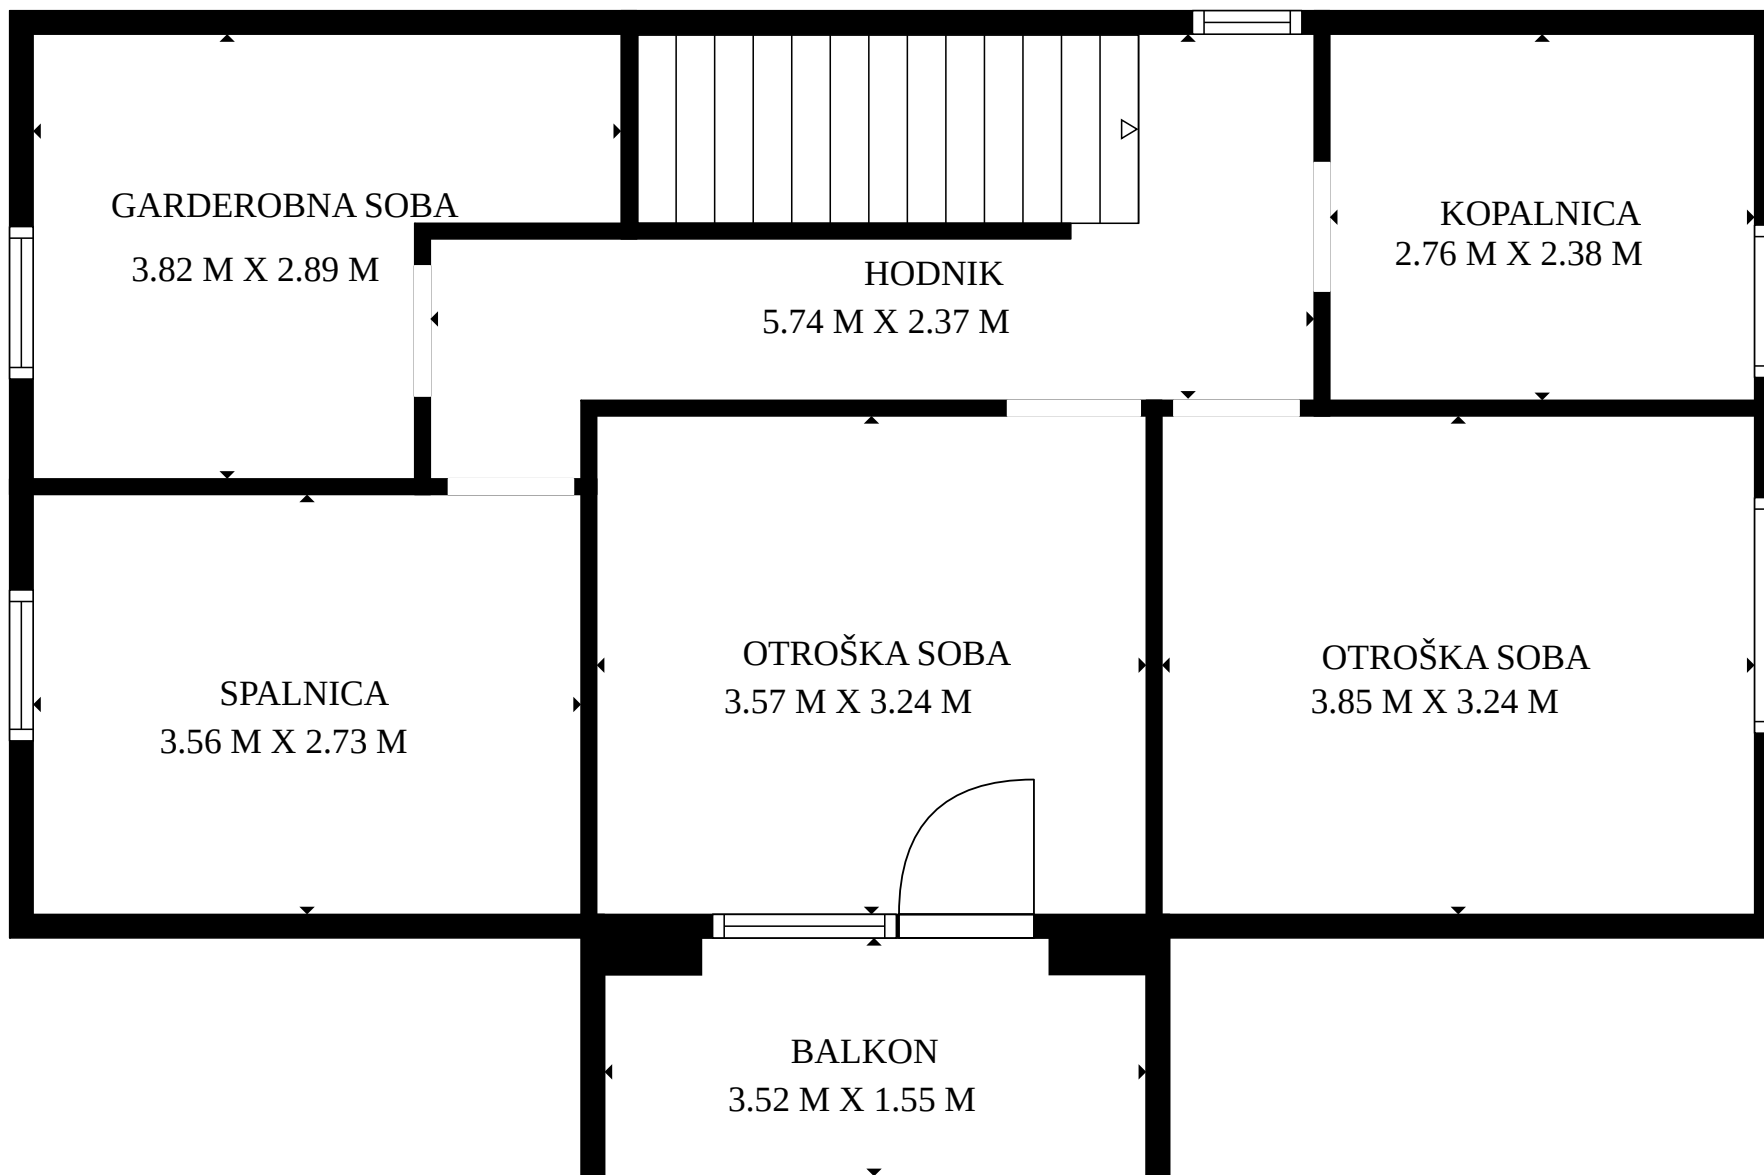 GARDEROBNA SOBA
3.82 M X 2.89 M
HODNIK
5.74 M X 2.37 M
KOPALNICA
2.76 M X 2.38 M
SPALNICA
3.56 M X 2.73 M
OTROŠKA SOBA
3.57 M X 3.24 M
OTROŠKA SOBA
3.85 M X 3.24 M
BALKON
3.52 M X 1.55 M